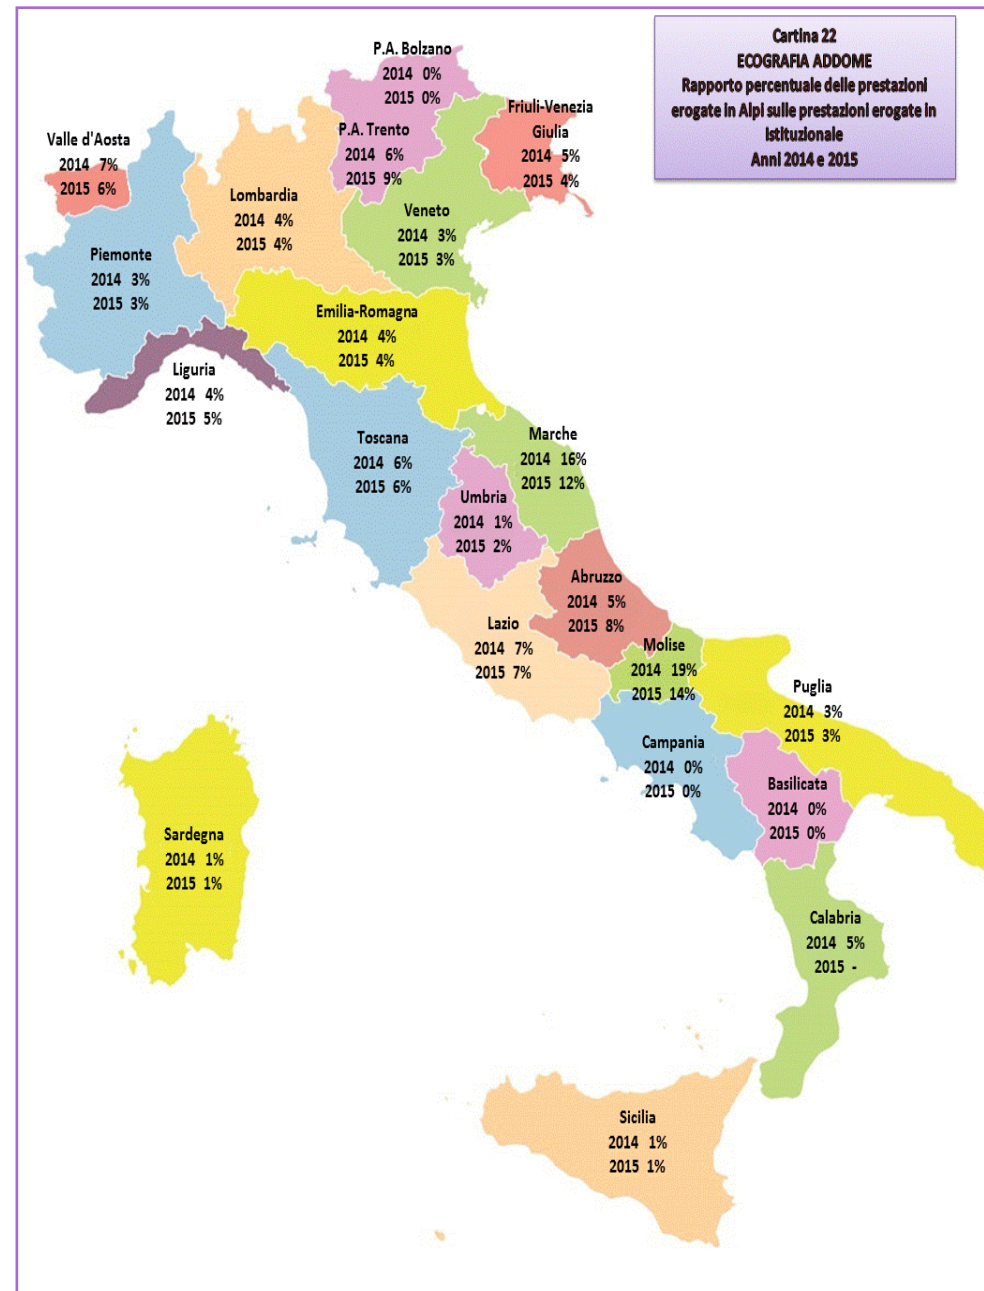 Cartina 22
ECOGRAFIA ADDOME
Rapporto percentuale delle prestazioni
erogate in Alpi sulle prestazioni erogate in
Istituzionale
Anni 2014 e 2015
P.A. Bolzano
2014 0%
2015 0%
Friuli-Venezia
Giulia
2014 5%
2015 4%
P.A. Trento
2014 6%
2015 9%
Valle d'Aosta
2014 7%
2015 6%
Lombardia
2014 4%
2015 4%
Veneto
2014 3%
2015 3%
Piemonte
2014 3%
2015 3%
Emilia-Romagna
2014 4%
2015 4%
Liguria
2014 4%
2015 5%
Toscana
2014 6%
2015 6%
Marche
2014 16%
2015 12%
Umbria
2014 1%
2015 2%
Abruzzo
2014 5%
2015 8%
Lazio
2014 7%
2015 7%
Molise
2014 19%
2015 14%
Puglia
2014 3%
2015 3%
Campania
2014 0%
2015 0%
Basilicata
2014 0%
2015 0%
Sardegna
2014 1%
2015 1%
Calabria
2014 5%
2015 -
Sicilia
2014 1%
2015 1%